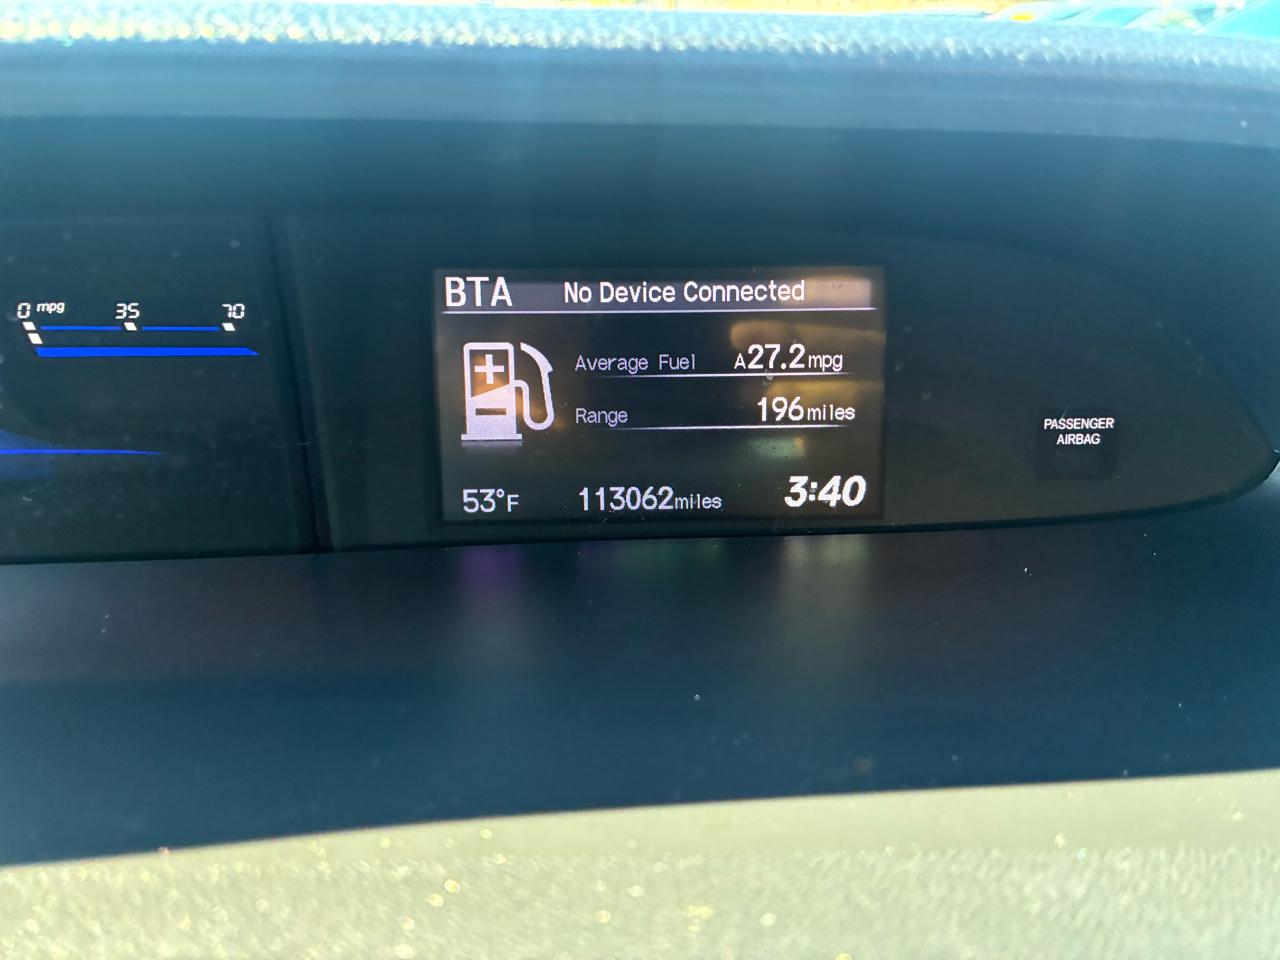 0 mpg 35 70
BTA No Device Connected
Average Fuel A27.2mpg
Range 196miles
53°F 113062miles 3:40
PASSENGER
AIRBAG